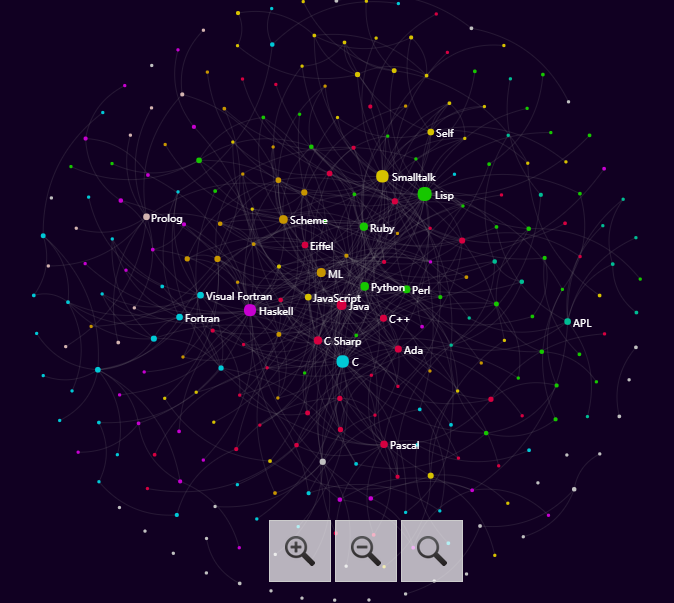 Self
Smalltalk
Lisp
Prolog
Scheme
Ruby
Eiffel
ML
Python
Perl
Visual Fortran
JavaScript
Java
Haskell
Fortran
C++
APL
C Sharp
Ada
C
Pascal